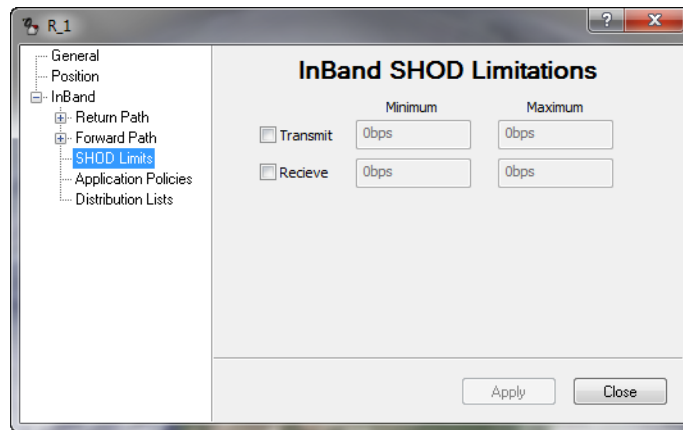 R_1
?
X
General
Position
InBand
Return Path
Forward Path
SHOD Limits
Application Policies
Distribution Lists
InBand SHOD Limitations
Minimum Maximum
Transmit 0bps 0bps
Recieve 0bps 0bps
Apply Close